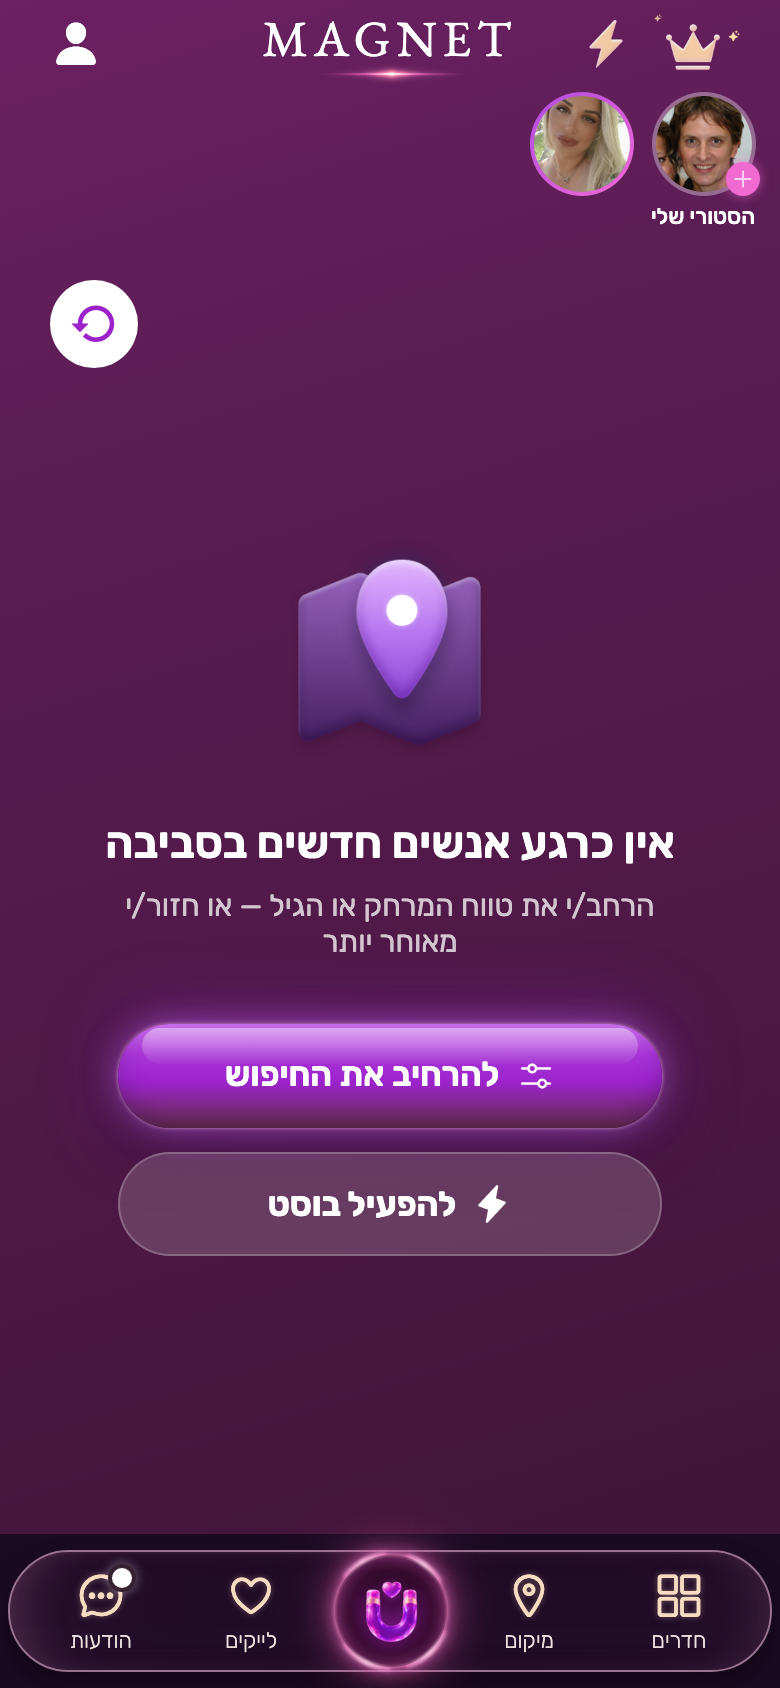 MAGNET
הסטורי שלי
אין כרגע אנשים חדשים בסביבה
הרחב/י את טווח המרחק או הגיל — או חזור/י
מאוחר יותר
להרחיב את החיפוש
להפעיל בוסט
חדרים
מיקום
לייקים
הודעות